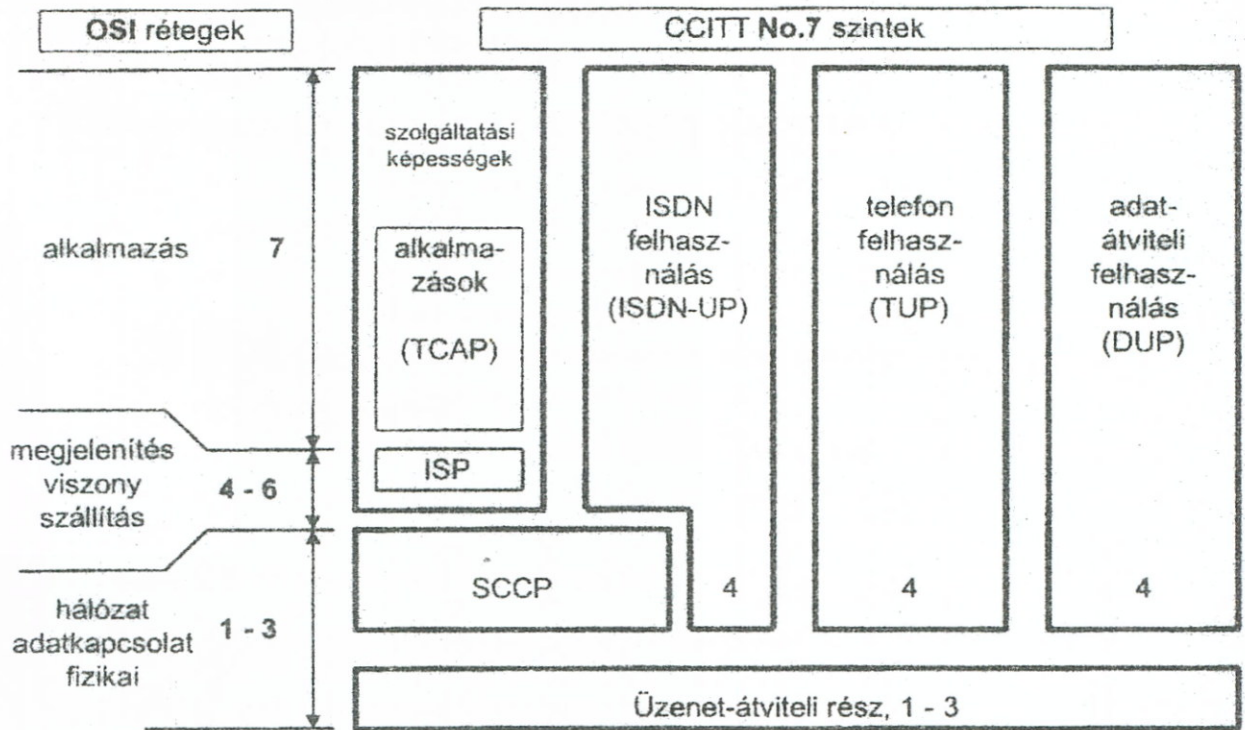 OSI rétegek
CCITT No.7 szintek
alkalmazás
7
megjelenítés
viszony
szállítás
4 - 6
hálózat
adatkapcsolat
fizikai
1 - 3
szolgáltatási
képességek
alkalma-
zások
(TCAP)
ISP
SCCP
ISDN
felhasz-
nálás
(ISDN-UP)
4
telefon
felhasz-
nálás
(TUP)
4
adat-
átviteli
felhasz-
nálás
(DUP)
4
Üzenet-átviteli rész, 1 - 3